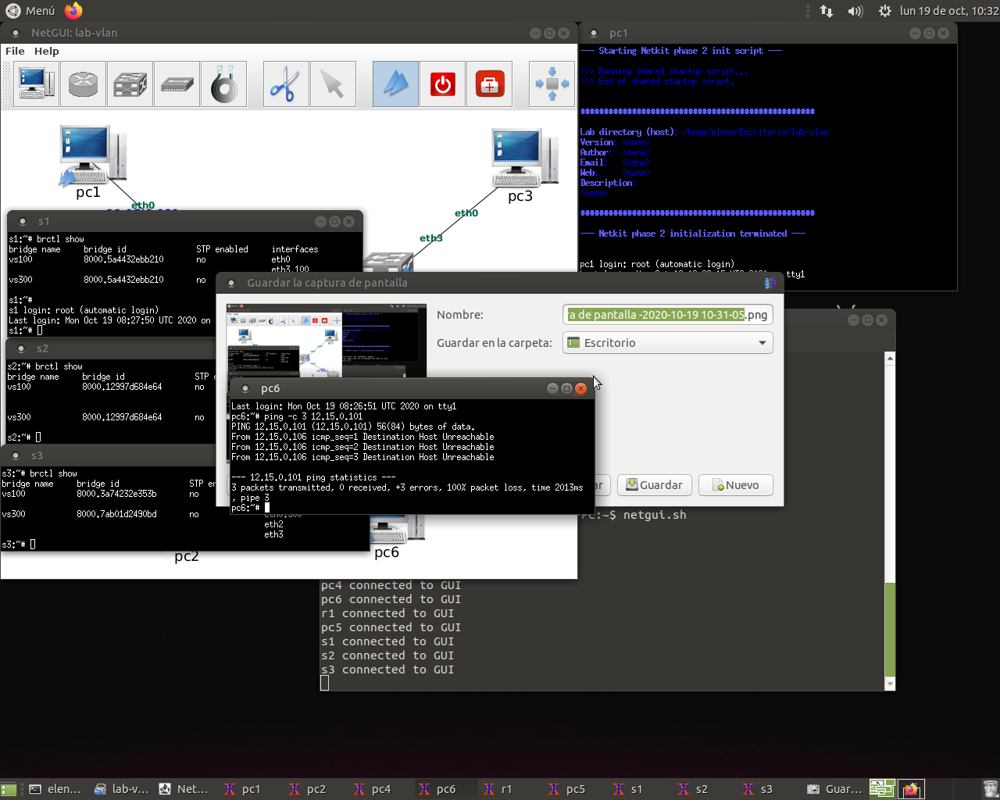 Menú
lun 19 de oct, 10:32
NetGUI: lab-vlan
File Help
pc1
eth0
pc3
eth0
eth3
pc2
pc6
pc1
--- Starting Netkit phase 2 init script ---
>>> Running shared startup script...
>>> End of shared startup script.
Lab directory (host): /home/elena/Escritorio/lab-vlan
Version: <none>
Author: <none>
Email: <none>
Web: <none>
Description:
<none>
--- Netkit phase 2 initialization terminated ---
pc1 login: root (automatic login)
tty1
s1
s1:~# brctl show
bridge name bridge id STP enabled interfaces
vs100 8000.5a4432ebb210 no eth0
eth3.100
vs300 8000.5a4432ebb210 no
s1:~#
s1 login: root (automatic login)
Last login: Mon Oct 19 08:27:50 UTC 2020 on
s1:~#
s2
s2:~# brctl show
bridge name bridge id STP e
vs100 8000.12997d684e64 no
vs300 8000.12997d684e64 no
s2:~#
s3
s3:~# brctl show
bridge name bridge id STP en
vs100 8000.3a74232e353b no
vs300 8000.7ab01d2490bd no eth0.300
eth2
eth3
s3:~#
Guardar la captura de pantalla
Nombre: ra de pantalla -2020-10-19 10-31-05.png
Guardar en la carpeta: Escritorio
ar
Guardar
Nuevo
pc6
Last login: Mon Oct 19 08:26:51 UTC 2020 on tty1
pc6:~# ping -c 3 12.15.0.101
PING 12.15.0.101 (12.15.0.101) 56(84) bytes of data.
From 12.15.0.106 icmp_seq=1 Destination Host Unreachable
From 12.15.0.106 icmp_seq=2 Destination Host Unreachable
From 12.15.0.106 icmp_seq=3 Destination Host Unreachable
--- 12.15.0.101 ping statistics ---
3 packets transmitted, 0 received, +3 errors, 100% packet loss, time 2013ms
, pipe 3
pc6:~#
PC:~$ netgui.sh
pc4 connected to GUI
pc6 connected to GUI
r1 connected to GUI
pc5 connected to GUI
s1 connected to GUI
s2 connected to GUI
s3 connected to GUI
elen...
lab-v...
Net...
pc1
pc2
pc4
pc6
r1
pc5
s1
s2
s3
Guar...